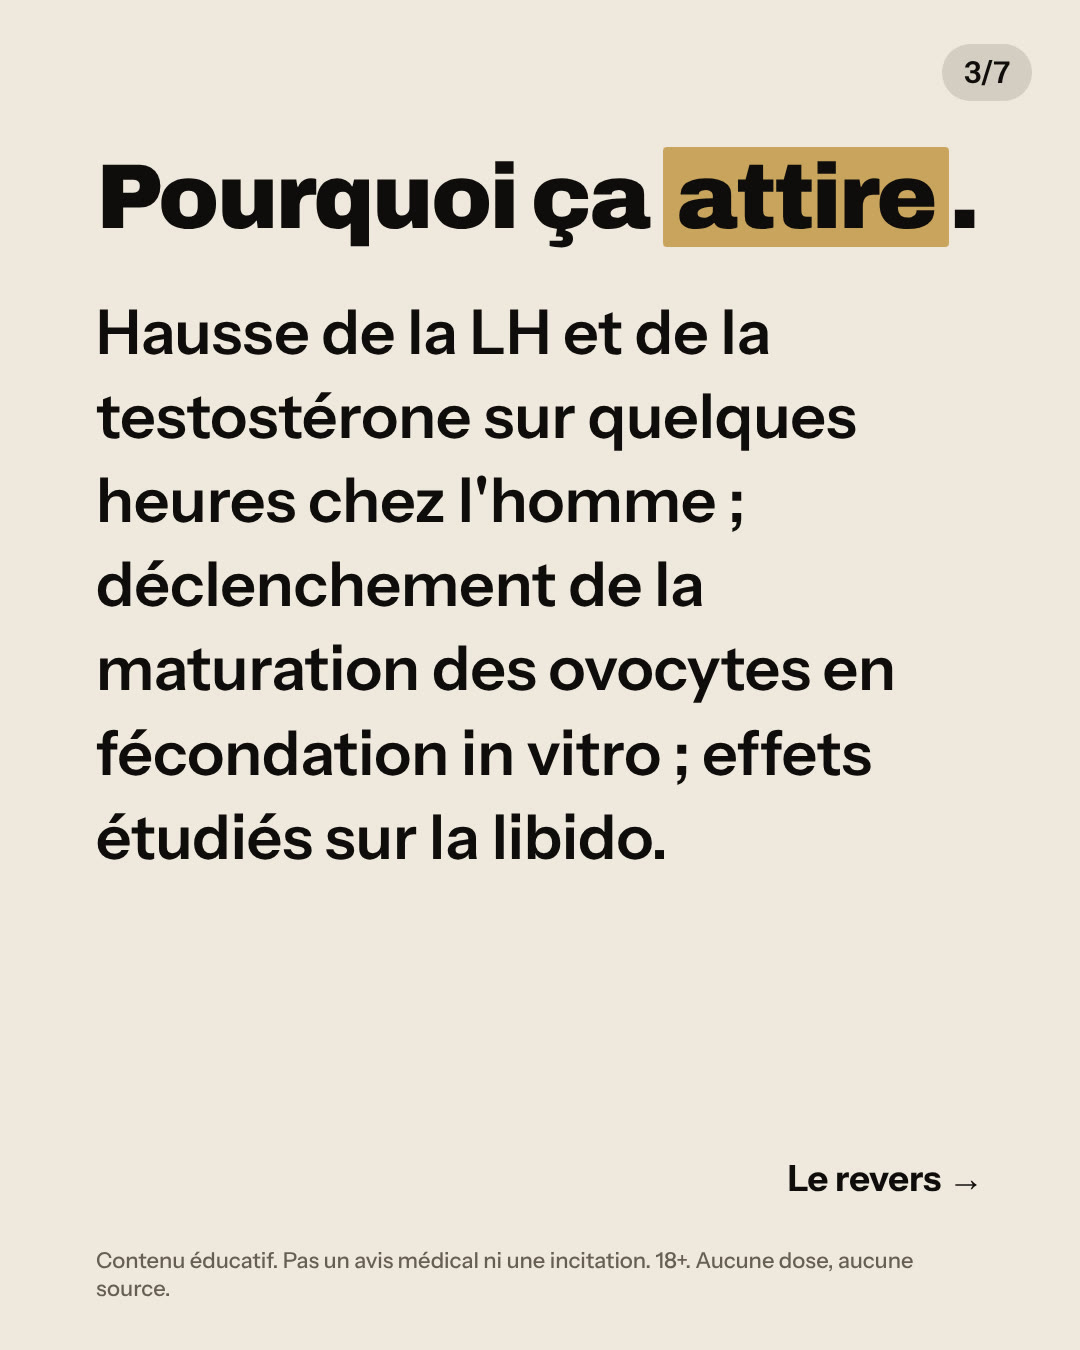 3/7
Pourquoi ça attire.
Hausse de la LH et de la
testostérone sur quelques
heures chez l'homme ;
déclenchement de la
maturation des ovocytes en
fécondation in vitro ; effets
étudiés sur la libido.
Le revers →
Contenu éducatif. Pas un avis médical ni une incitation. 18+. Aucune dose, aucune
source.